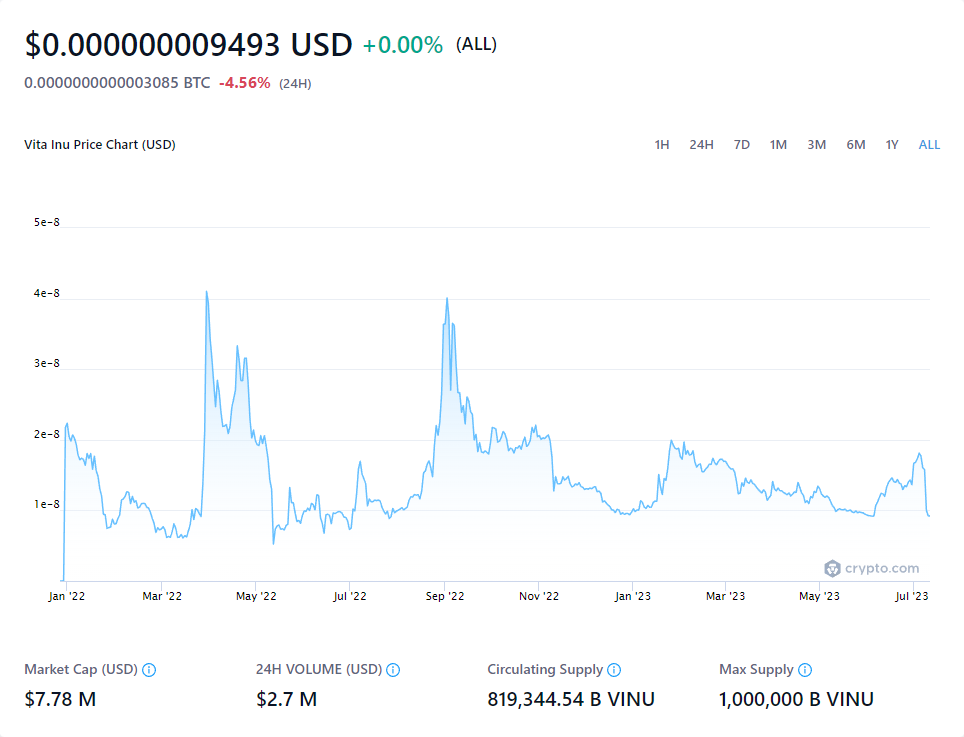 $0.000000009493 USD +0.00% (ALL)
0.0000000000003085 BTC -4.56% (24H)
Vita Inu Price Chart (USD) 1H 24H 7D 1M 3M 6M 1Y ALL
5e-8
4e-8
3e-8
2e-8
1e-8
crypto.com
Jan '22 Mar '22 May '22 Jul '22 Sep '22 Nov '22 Jan '23 Mar '23 May '23 Jul '23
Market Cap (USD) 24H VOLUME (USD) Circulating Supply Max Supply
$7.78 M $2.7 M 819,344.54 B VINU 1,000,000 B VINU